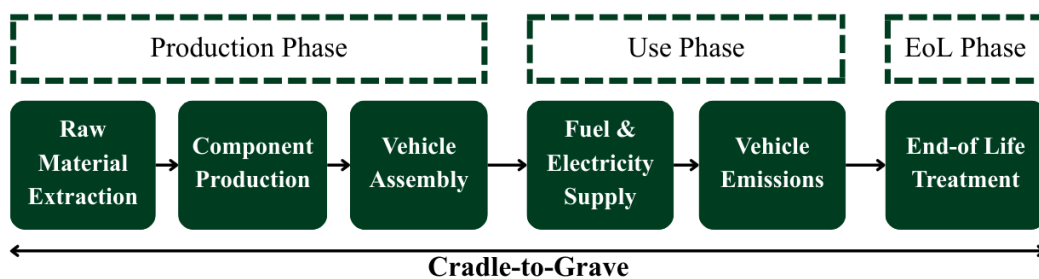 Production Phase
Use Phase
EoL Phase
Raw
Material
Extraction
Component
Production
Vehicle
Assembly
Fuel &
Electricity
Supply
Vehicle
Emissions
End-of Life
Treatment
Cradle-to-Grave